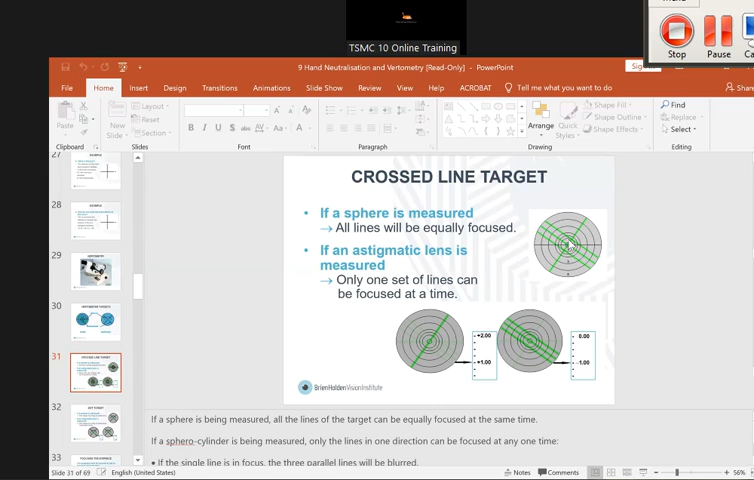 Menu
TSMC 10 Online Training
Stop
Pause
9 Hand Neutralisation and Vertometry [Read-Only] - PowerPoint
File
Home
Insert
Design
Transitions
Animations
Slide Show
Review
View
ACROBAT
Tell me what you want to do
Paste
New
Slide
Layout
Reset
Section
Arrange
Quick
Styles
Shape Fill
Shape Outline
Shape Effects
Find
Replace
Select
Clipboard
Slides
Font
Paragraph
Drawing
Editing
27
28
29
30
31
32
33
CROSSED LINE TARGET
• If a sphere is measured
→ All lines will be equally focused.
• If an astigmatic lens is
measured
→ Only one set of lines can
be focused at a time.
+2.00
+1.00
0.00
-1.00
Brien Holden Vision Institute
If a sphere is being measured, all the lines of the target can be equally focused at the same time.
If a sphero-cylinder is being measured, only the lines in one direction can be focused at any one time:
• If the single line is in focus, the three parallel lines will be blurred.
Slide 31 of 69
English (United States)
Notes
Comments
56%